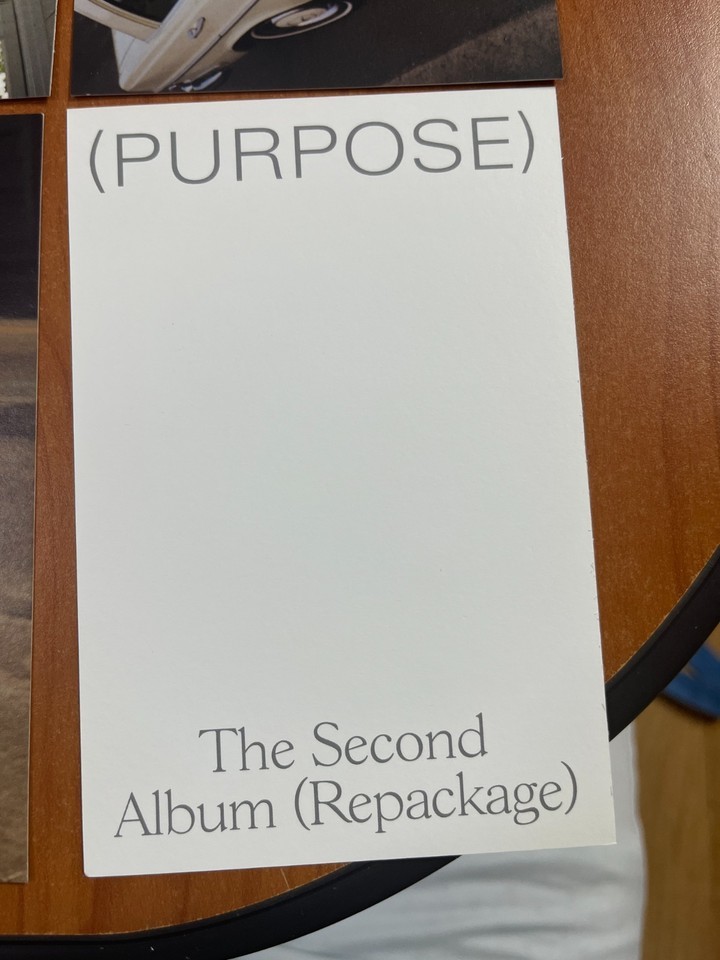 (PURPOSE)
The Second
Album (Repackage)